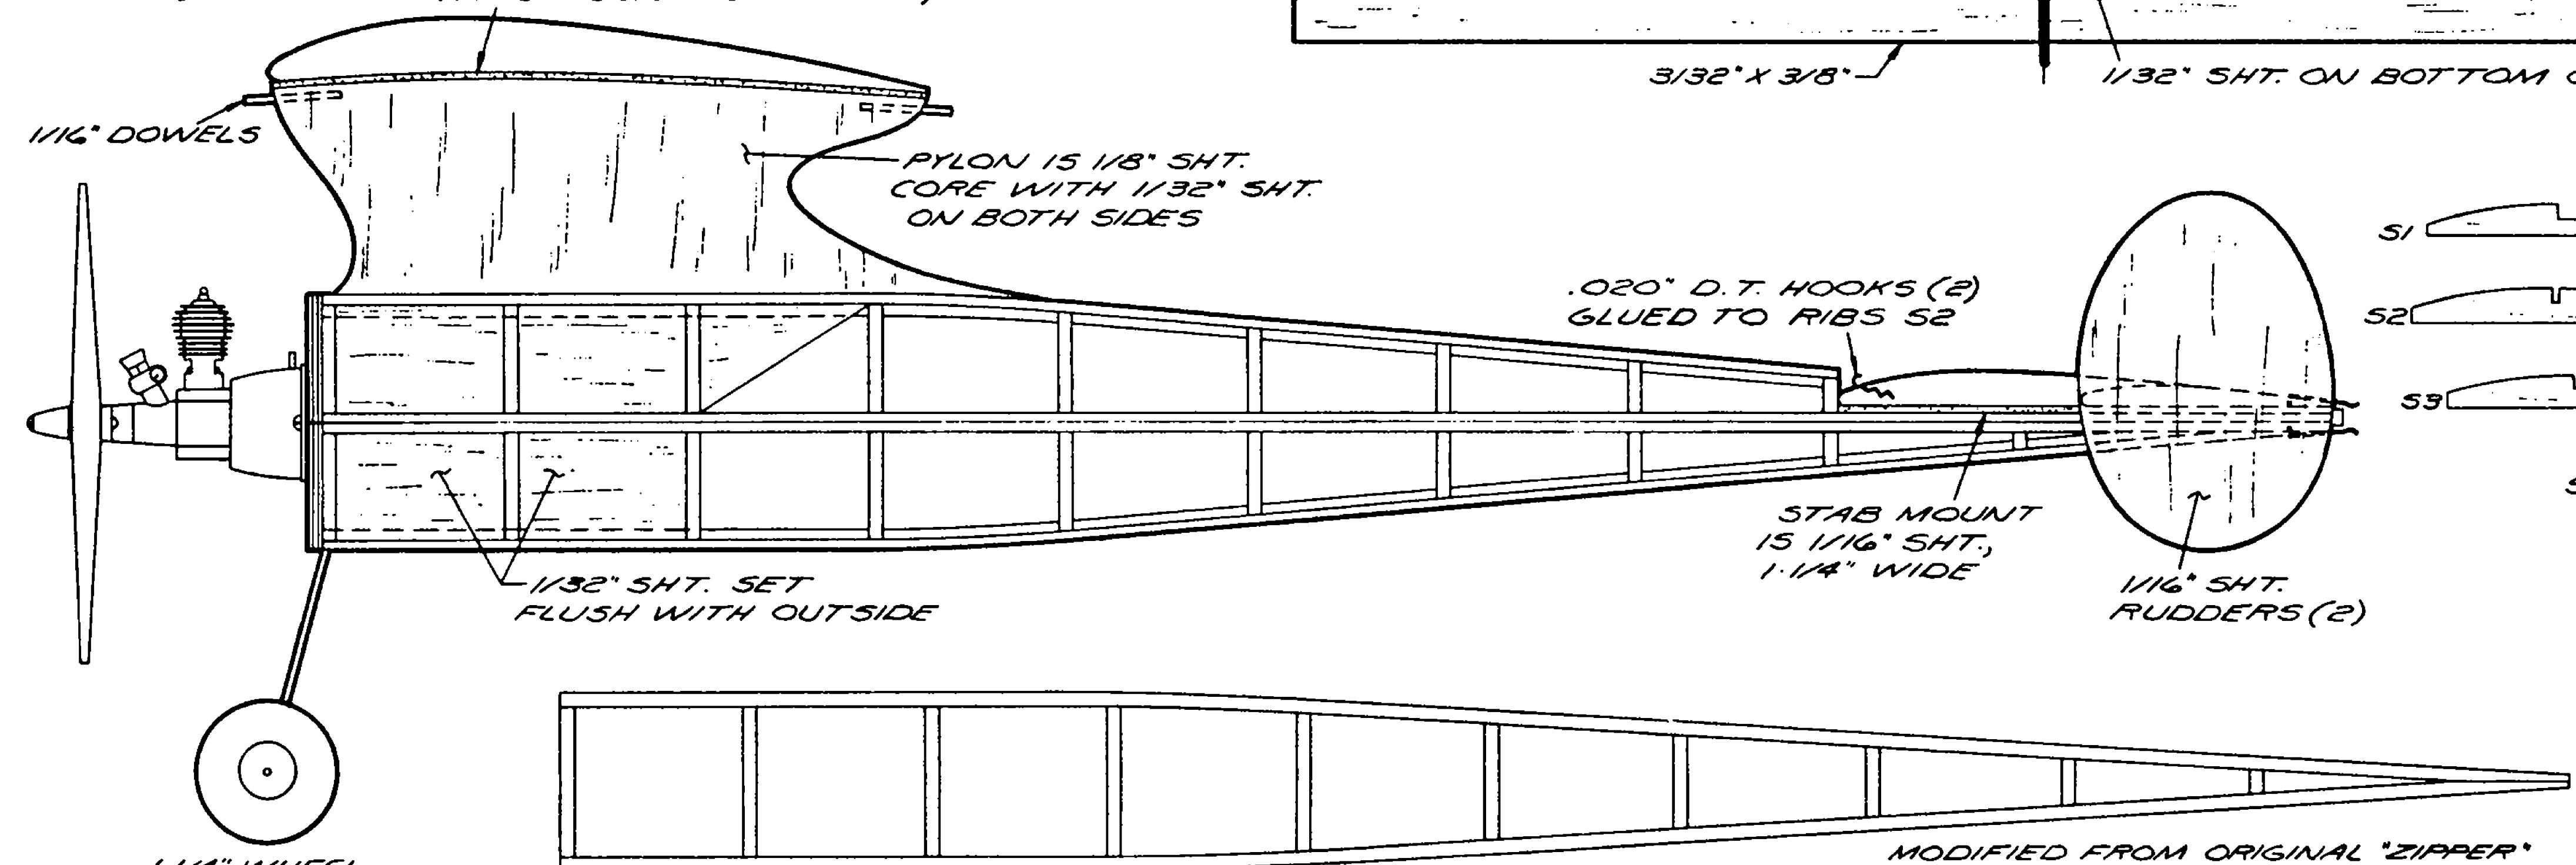 3/32" X 3/8"
1/32" SHT. ON BOTTOM
1/16" DOWELS
PYLON IS 1/8" SHT.
CORE WITH 1/32" SHT.
ON BOTH SIDES
.020" D.T. HOOKS (2)
GLUED TO RIBS S2
S1
S2
S3
STAB MOUNT
IS 1/16" SHT.,
1-1/4" WIDE
1/32" SHT. SET
FLUSH WITH OUTSIDE
1/16" SHT.
RUDDERS (2)
MODIFIED FROM ORIGINAL "ZIPPER"